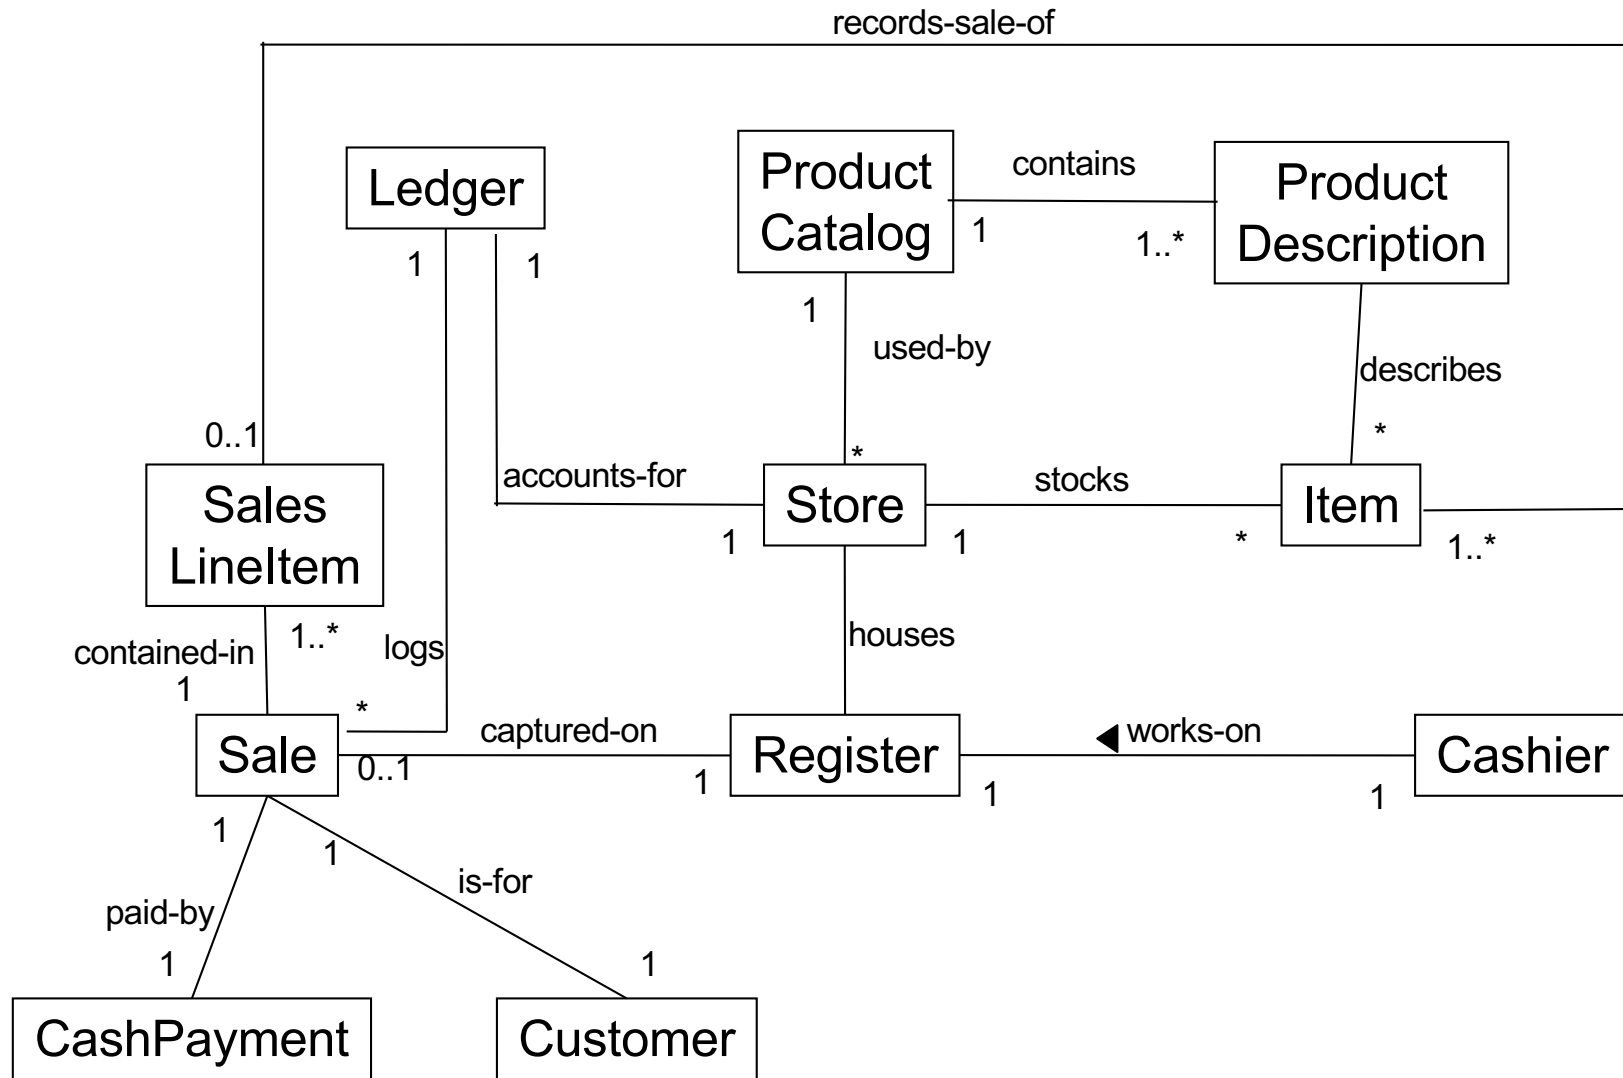 records-sale-of
Ledger
Product
Catalog
contains
Product
Description
1
1
1
1..*
1
used-by
describes
0..1
*
*
Sales
LineItem
accounts-for
Store
stocks
Item
1
1
*
1..*
1..*
contained-in
logs
houses
1
*
Sale
captured-on
Register
works-on
Cashier
0..1
1
1
1
1
1
is-for
paid-by
1
1
CashPayment
Customer